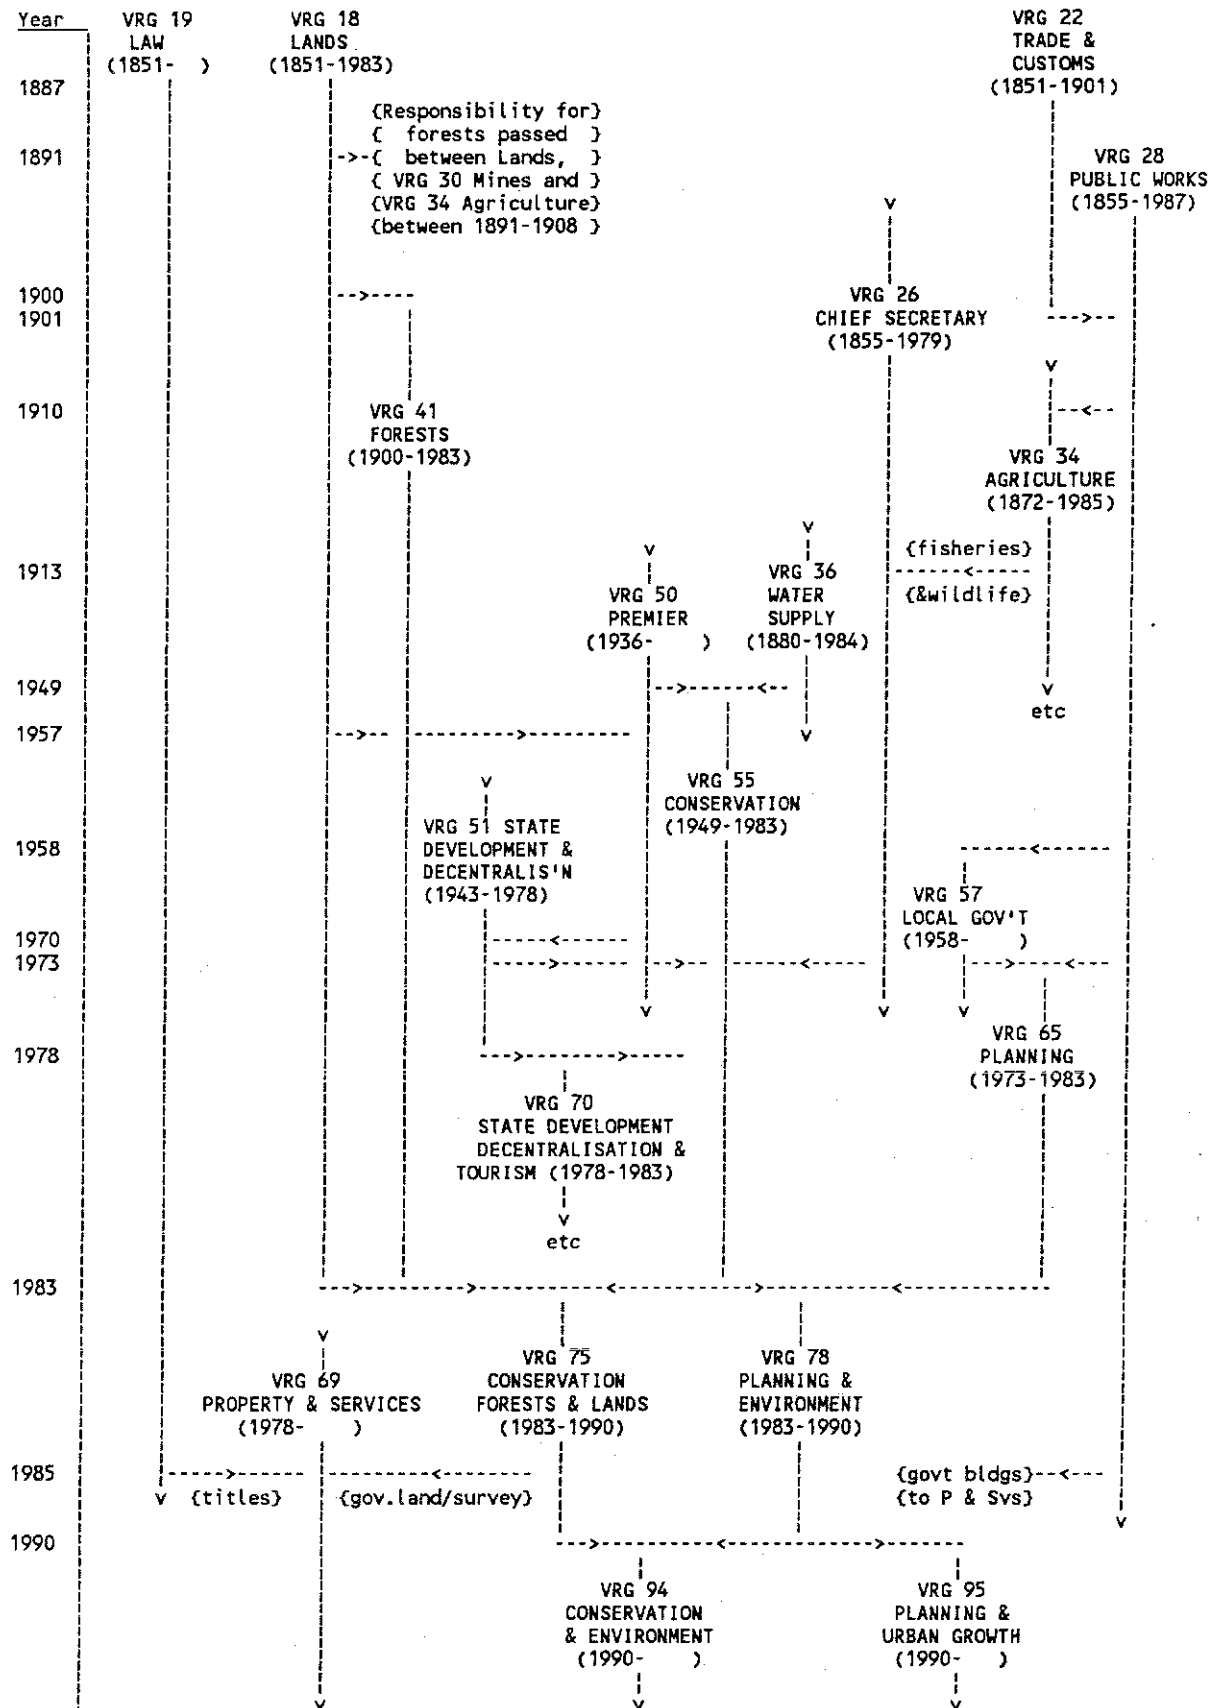 Year
VRG 19
LAW
(1851- )
VRG 18
LANDS
(1851-1983)
VRG 22
TRADE &
CUSTOMS
(1851-1901)
1887
{Responsibility for}
{ forests passed }
1891
{ between Lands, }
{ VRG 30 Mines and }
{VRG 34 Agriculture}
{between 1891-1908 }
VRG 28
PUBLIC WORKS
(1855-1987)
1900
1901
VRG 26
CHIEF SECRETARY
(1855-1979)
1910
VRG 41
FORESTS
(1900-1983)
VRG 34
AGRICULTURE
(1872-1985)
1913
{fisheries}
{&wildlife}
VRG 50
PREMIER
(1936- )
VRG 36
WATER
SUPPLY
(1880-1984)
1949
etc
1957
VRG 55
CONSERVATION
(1949-1983)
VRG 51 STATE
DEVELOPMENT &
DECENTRALIS'N
(1943-1978)
1958
VRG 57
LOCAL GOV'T
(1958- )
1970
1973
VRG 65
PLANNING
(1973-1983)
1978
VRG 70
STATE DEVELOPMENT
DECENTRALISATION &
TOURISM (1978-1983)
etc
1983
VRG 69
PROPERTY & SERVICES
(1978- )
VRG 75
CONSERVATION
FORESTS & LANDS
(1983-1990)
VRG 78
PLANNING &
ENVIRONMENT
(1983-1990)
1985
{titles}
{gov.land/survey}
{govt bldgs}
{to P & Svs}
1990
VRG 94
CONSERVATION
& ENVIRONMENT
(1990- )
VRG 95
PLANNING &
URBAN GROWTH
(1990- )